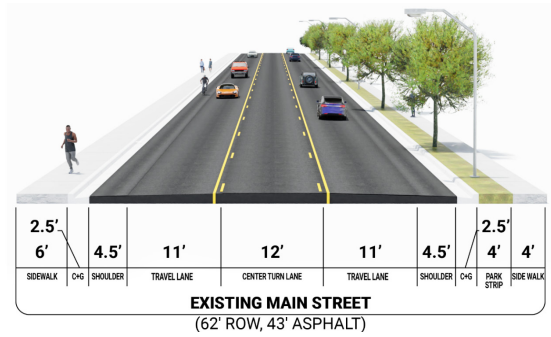 2.5' 2.5'
6' 4.5' 11' 12' 11' 4.5' 4' 4'
SIDEWALK C+G SHOULDER TRAVEL LANE CENTER TURN LANE TRAVEL LANE SHOULDER C+G PARK STRIP SIDE WALK
EXISTING MAIN STREET
(62' ROW, 43' ASPHALT)